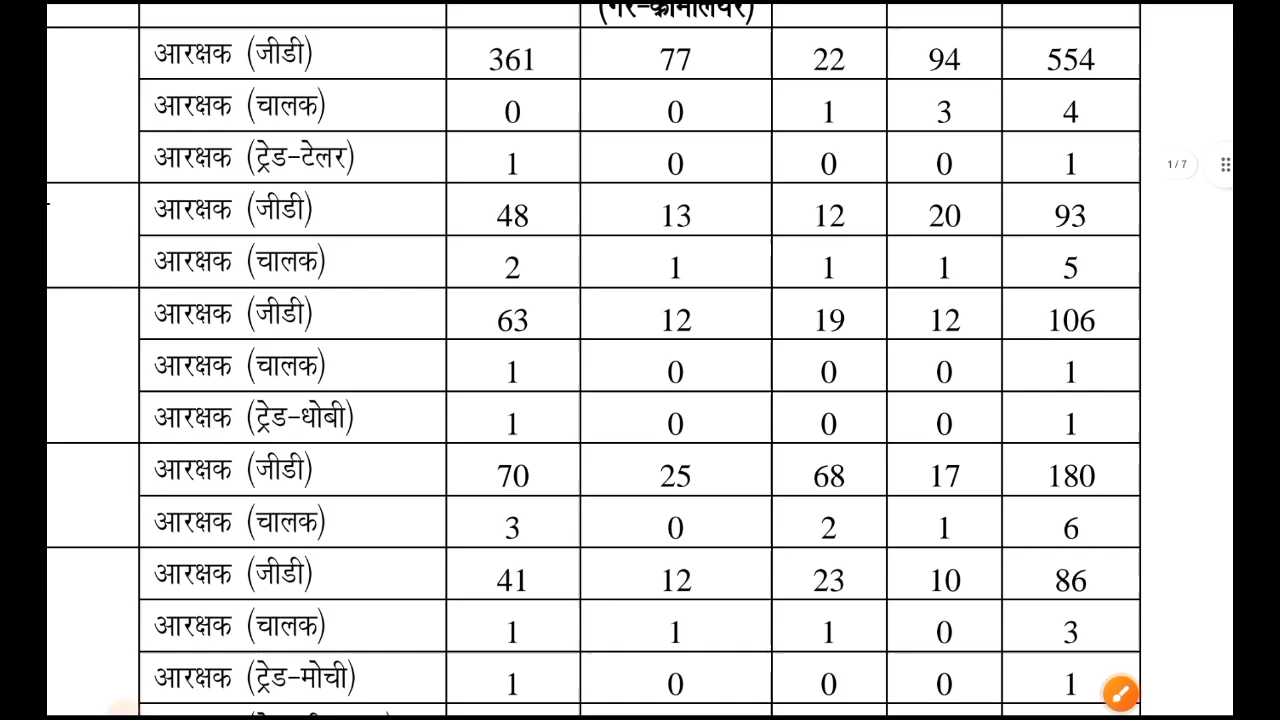 (गैर-क्रीमीलेयर)
आरक्षक (जीडी) 361 77 22 94 554
आरक्षक (चालक) 0 0 1 3 4
आरक्षक (ट्रेड-टेलर) 1 0 0 0 1
1 / 7
आरक्षक (जीडी) 48 13 12 20 93
आरक्षक (चालक) 2 1 1 1 5
आरक्षक (जीडी) 63 12 19 12 106
आरक्षक (चालक) 1 0 0 0 1
आरक्षक (ट्रेड-धोबी) 1 0 0 0 1
आरक्षक (जीडी) 70 25 68 17 180
आरक्षक (चालक) 3 0 2 1 6
आरक्षक (जीडी) 41 12 23 10 86
आरक्षक (चालक) 1 1 1 0 3
आरक्षक (ट्रेड-मोची) 1 0 0 0 1